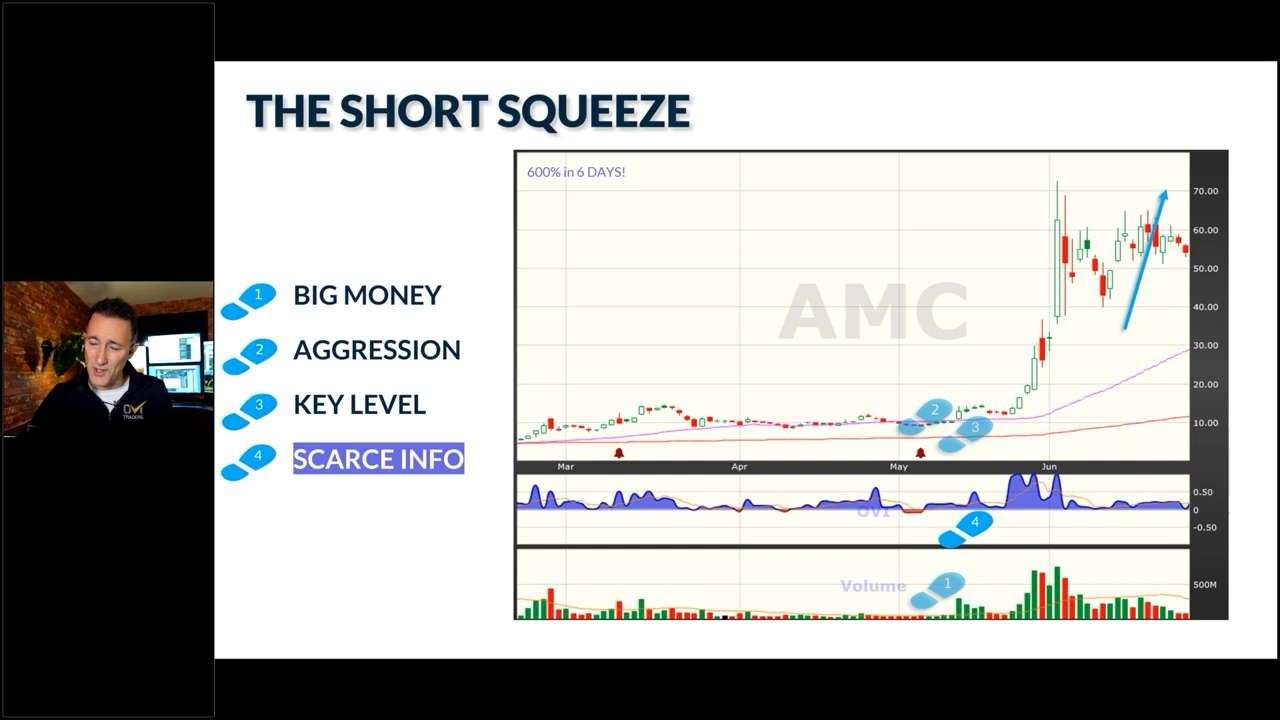 THE SHORT SQUEEZE
600% in 6 DAYS!
1 BIG MONEY
2 AGGRESSION
3 KEY LEVEL
4 SCARCE INFO
AMC
70.00
60.00
50.00
40.00
30.00
20.00
10.00
2
3
Mar Apr May Jun
OVI
0.50
0
-0.50
4
Volume
1
500M
OVI
TRADERS